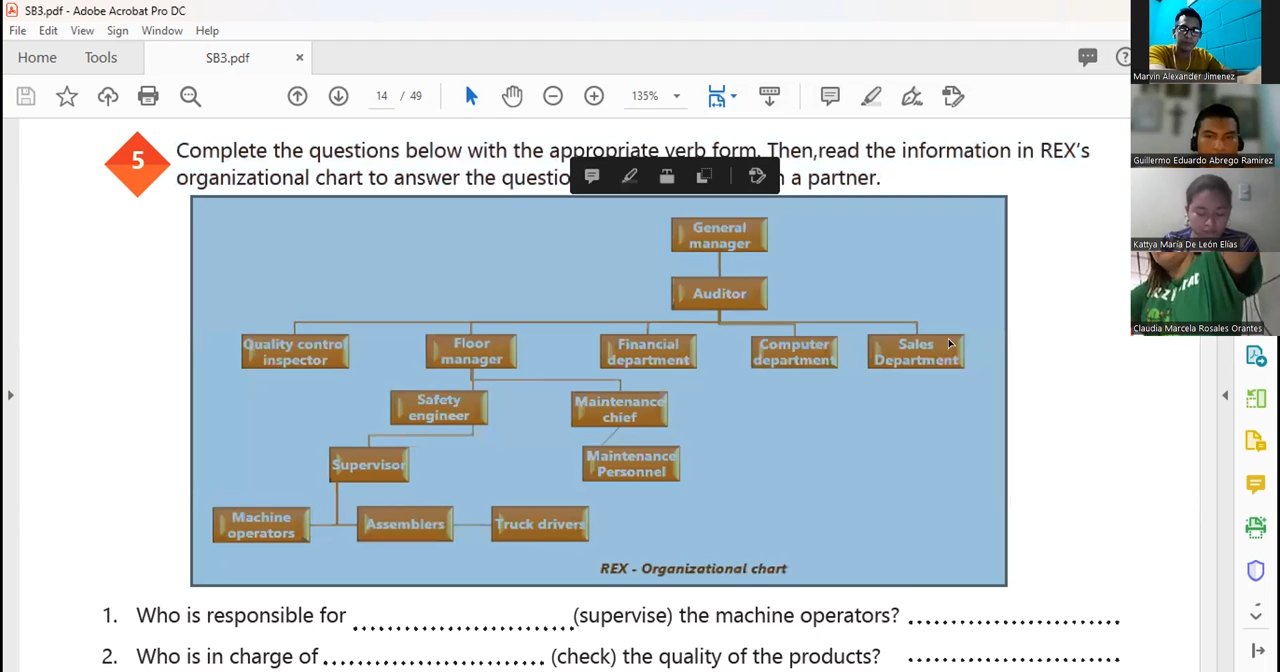 SB3.pdf - Adobe Acrobat Pro DC
File Edit View Sign Window Help
Home Tools SB3.pdf ×
14 / 49 135%
Marvin Alexander Jimenez
Guillermo Eduardo Abrego Ramirez
Kattya María De León Elías
Claudia Marcela Rosales Orantes
5
Complete the questions below with the appropriate verb form. Then,read the information in REX's
organizational chart to answer the questio n a partner.
General
manager
Auditor
Quality control
inspector
Floor
manager
Financial
department
Computer
department
Sales
Department
Safety
engineer
Maintenance
chief
Supervisor
Maintenance
Personnel
Machine
operators
Assemblers
Truck drivers
REX - Organizational chart
1. Who is responsible for ........................ (supervise) the machine operators? ........................
2. Who is in charge of ........................ (check) the quality of the products? ........................